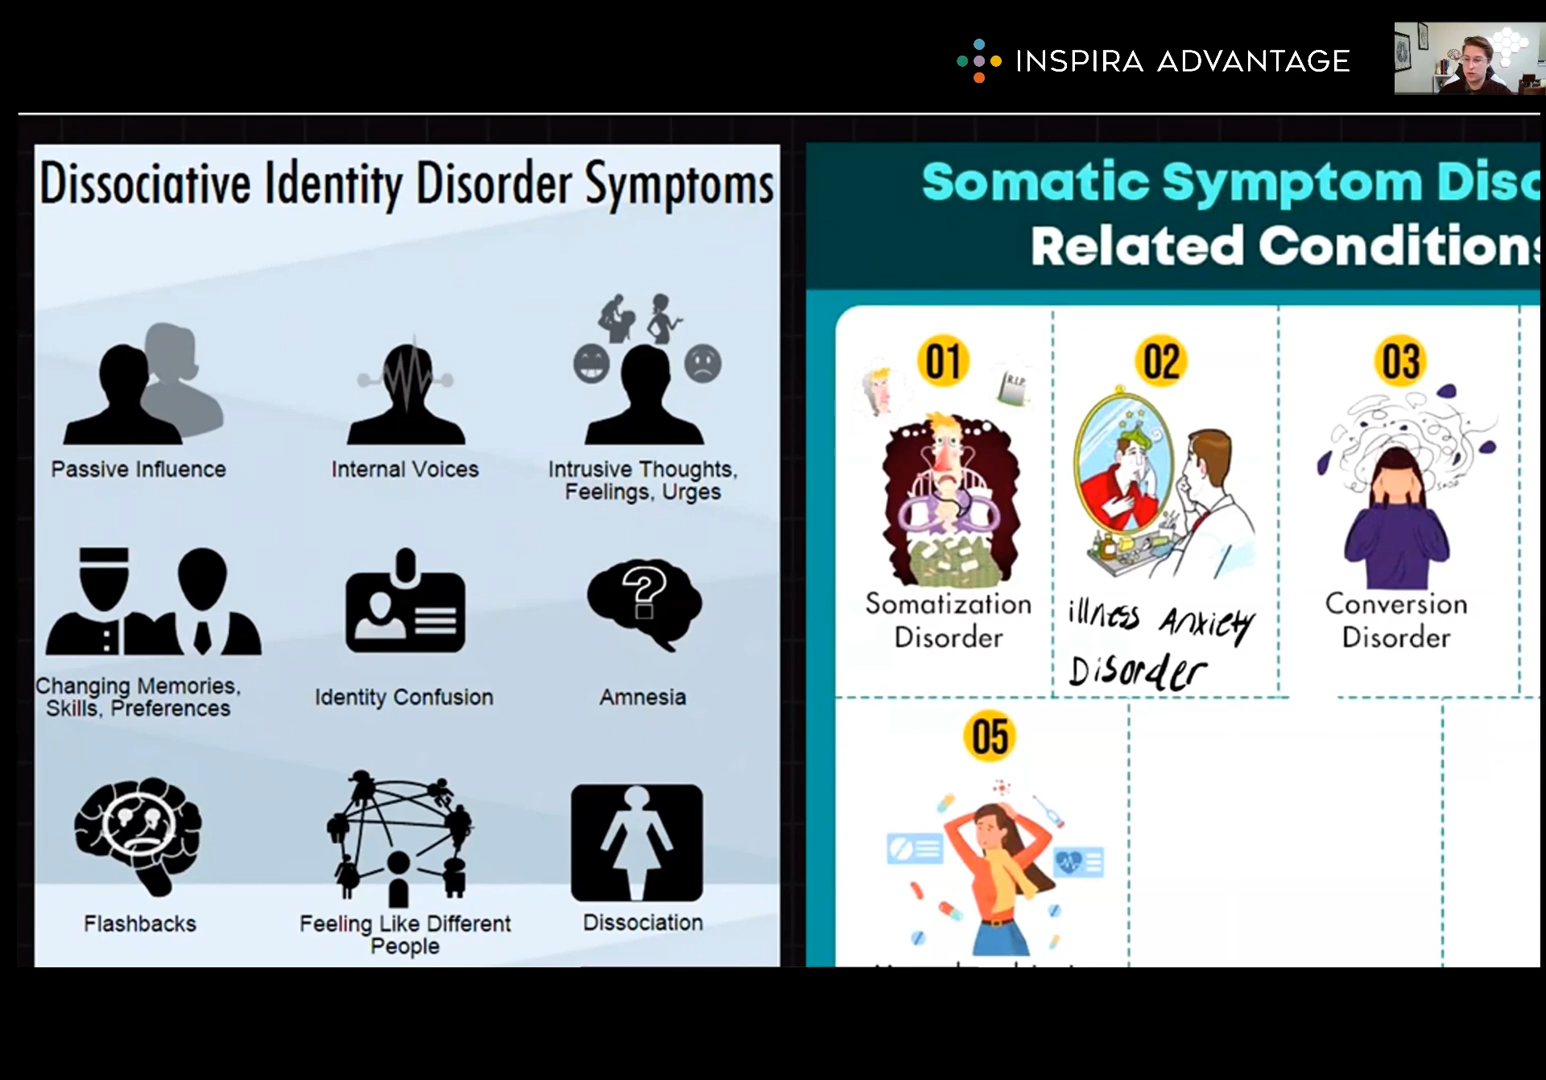 INSPIRA ADVANTAGE
Dissociative Identity Disorder Symptoms
Passive Influence
Internal Voices
Intrusive Thoughts,
Feelings, Urges
Changing Memories,
Skills, Preferences
Identity Confusion
?
Amnesia
Flashbacks
Feeling Like Different
People
Dissociation
Somatic Symptom Diso
Related Conditions
01
R.I.P.
Somatization
Disorder
02
illness Anxiety
Disorder
03
Conversion
Disorder
05